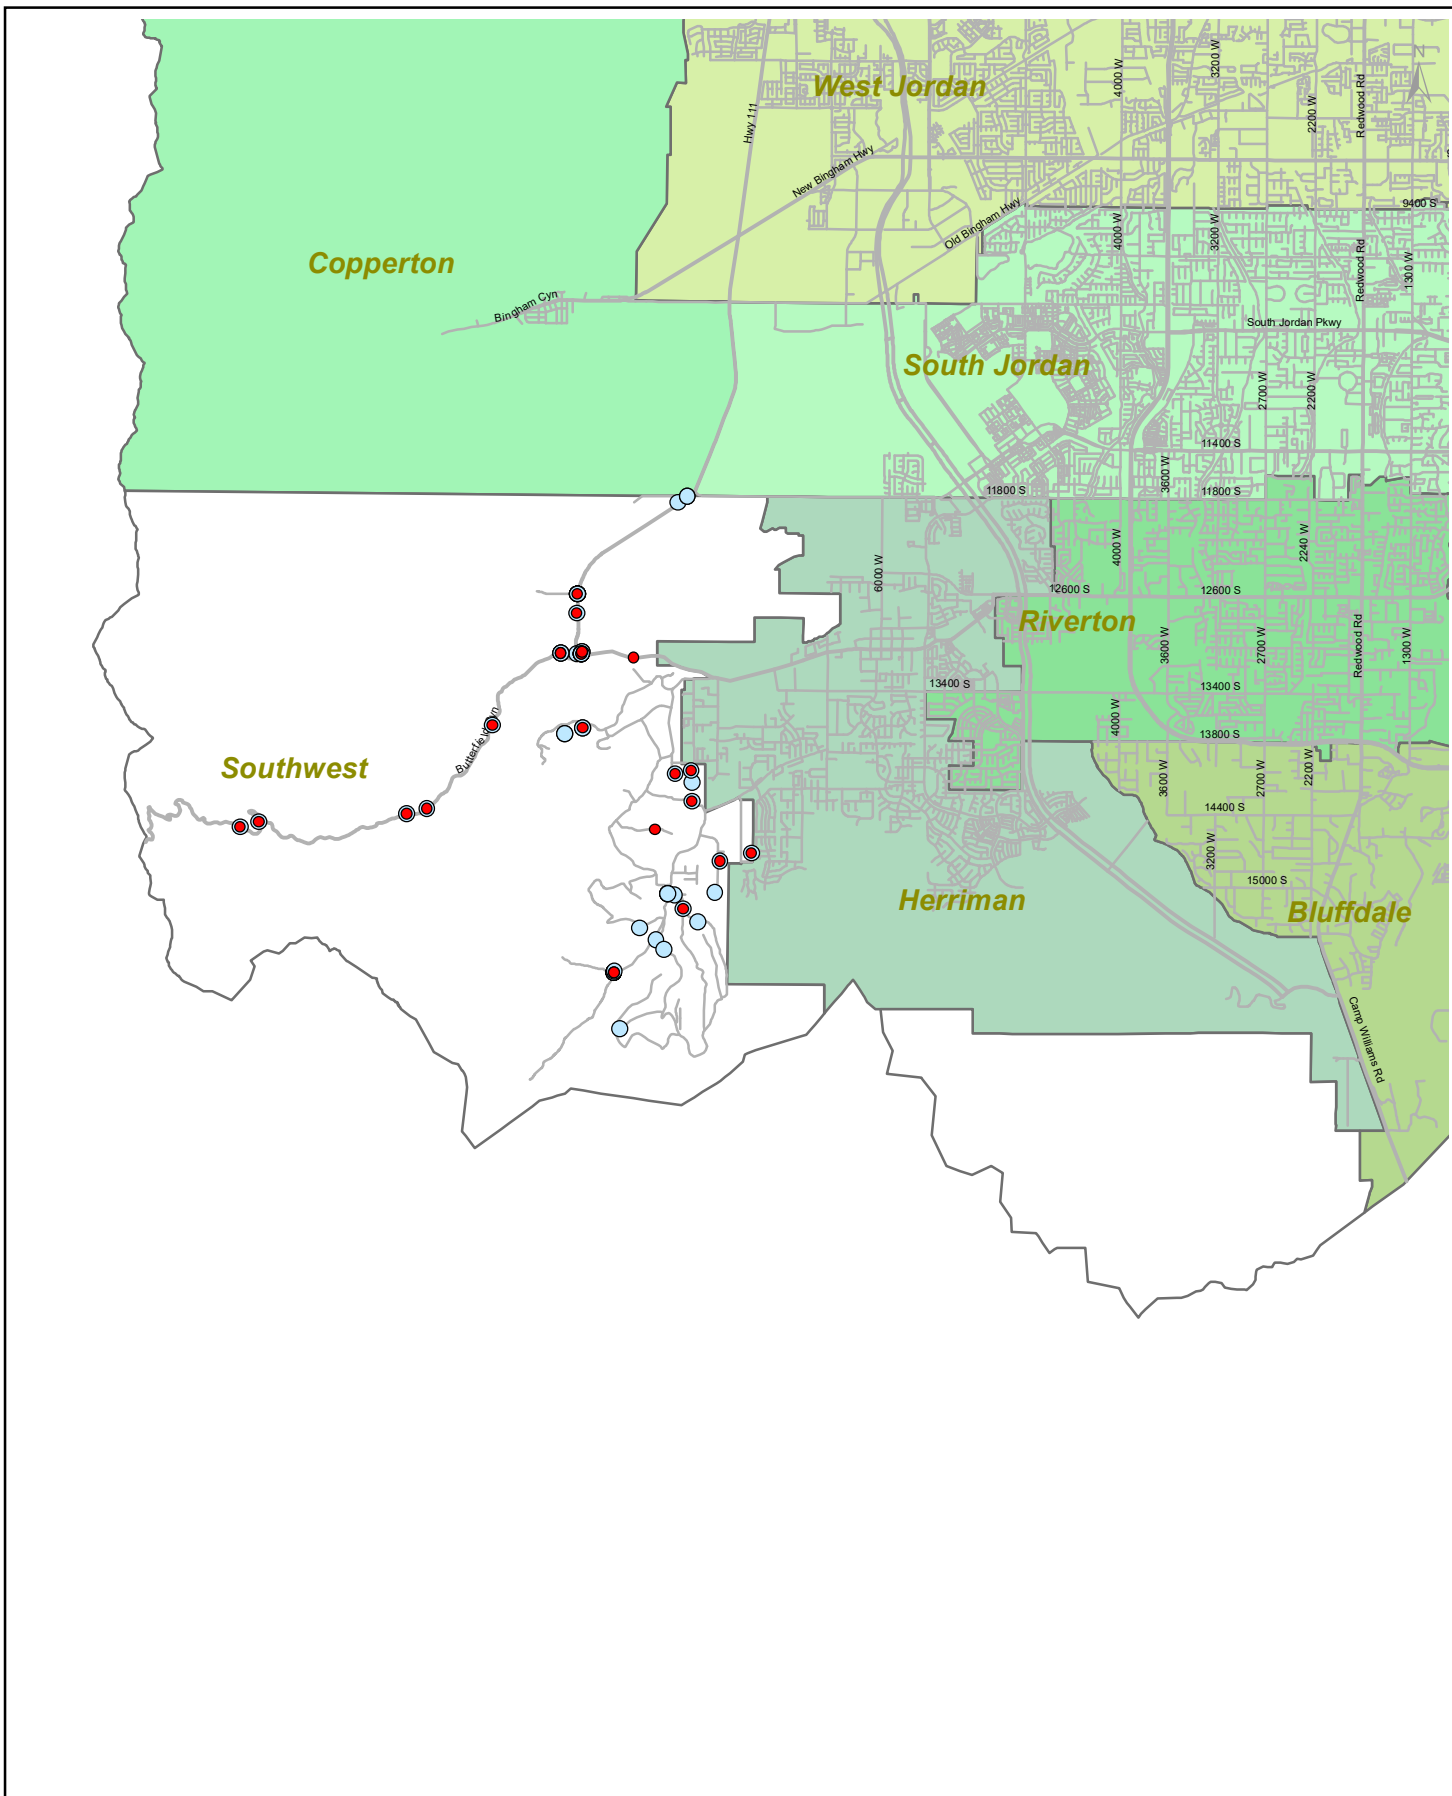 3200 W
N
West Jordan
4000 W
Redwood Rd
2200 W
Hwy 111
New Bingham Hwy
9400 S
Old Bingham Hwy
4000 W
3200 W
Redwood Rd
1300 W
Copperton
Bingham Cyn
South Jordan Pkwy
South Jordan
2700 W
2200 W
11400 S
3600 W
11800 S
11800 S
4000 W
2240 W
6000 W
12600 S
12600 S
Riverton
3600 W
2700 W
Redwood Rd
1300 W
13400 S
13400 S
4000 W
13800 S
Southwest
3600 W
2700 W
2200 W
14400 S
3200 W
15000 S
Herriman
Bluffdale
Camp Williams Rd